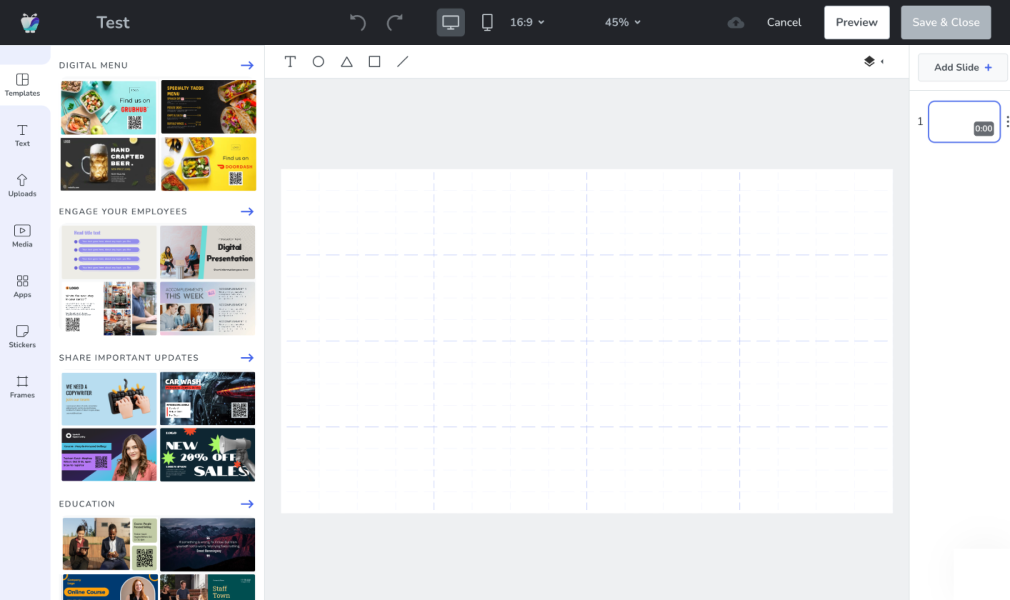 Test
16:9
45%
Cancel
Preview
Save & Close
Templates
Text
Uploads
Media
Apps
Stickers
Frames
DIGITAL MENU
Find us on
GRUBHUB
SPECIALTY TACOS
MENU
HAND
CRAFTED
BEER.
Find us on
DOORDASH
ENGAGE YOUR EMPLOYEES
Digital
Presentation
ACCOMPLISHMENTS
THIS WEEK
SHARE IMPORTANT UPDATES
WE NEED A
COPYWRITER
CAR WASH
NEW
20% OFF
SALES
EDUCATION
Online Course
Staff
Town
Add Slide +
1
0:00